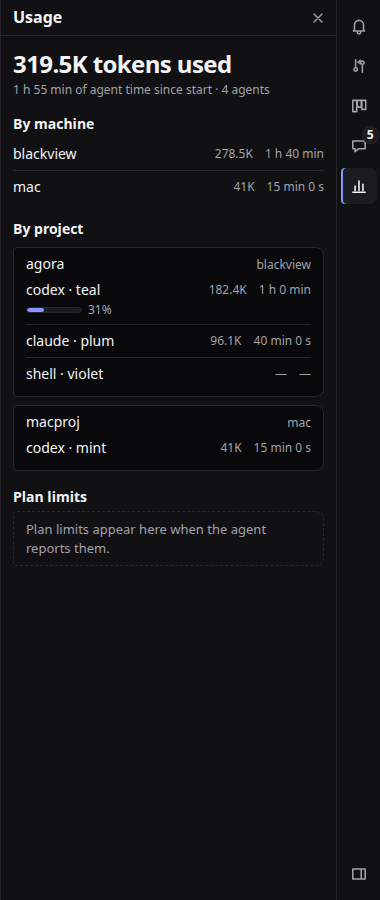 Usage
319.5K tokens used
1 h 55 min of agent time since start · 4 agents
By machine
blackview 278.5K 1 h 40 min
mac 41K 15 min 0 s
By project
agora blackview
codex · teal 182.4K 1 h 0 min
31%
claude · plum 96.1K 40 min 0 s
shell · violet — —
macproj mac
codex · mint 41K 15 min 0 s
Plan limits
Plan limits appear here when the agent
reports them.
5